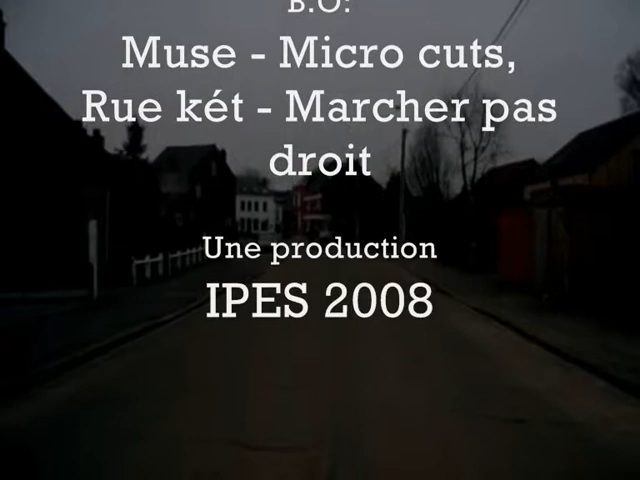 B.O:
Muse - Micro cuts,
Rue két - Marcher pas
droit
Une production
IPES 2008